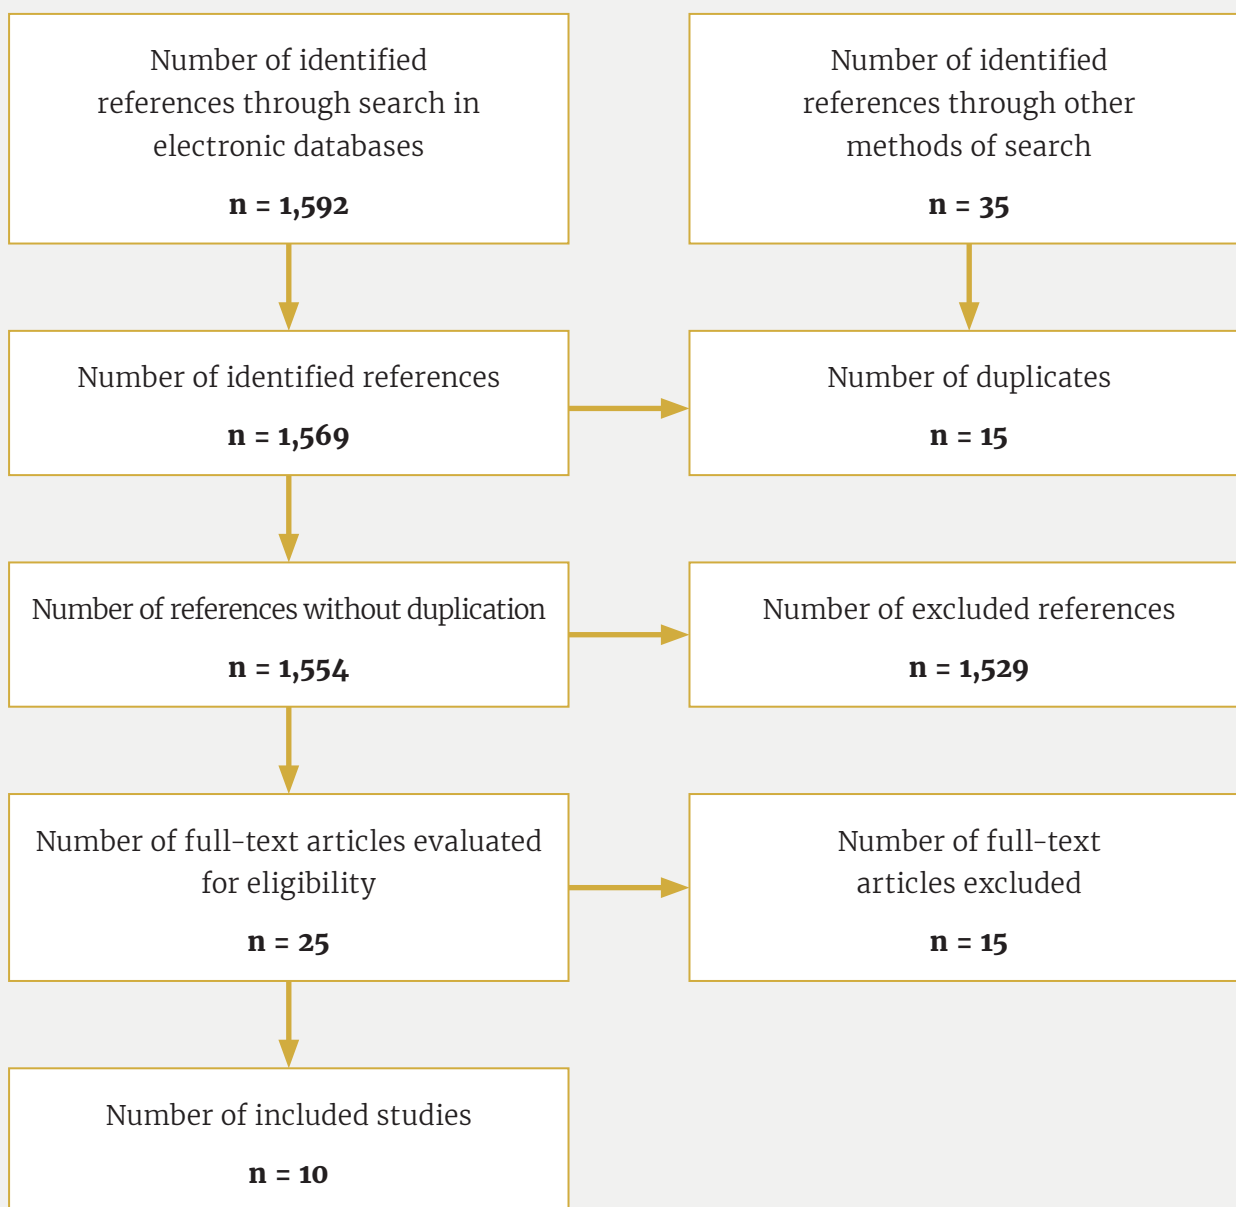 Number of identified
references through search in
electronic databases
n = 1,592
Number of identified
references through other
methods of search
n = 35
Number of identified references
n = 1,569
Number of duplicates
n = 15
Number of references without duplication
n = 1,554
Number of excluded references
n = 1,529
Number of full-text articles evaluated
for eligibility
n = 25
Number of full-text
articles excluded
n = 15
Number of included studies
n = 10